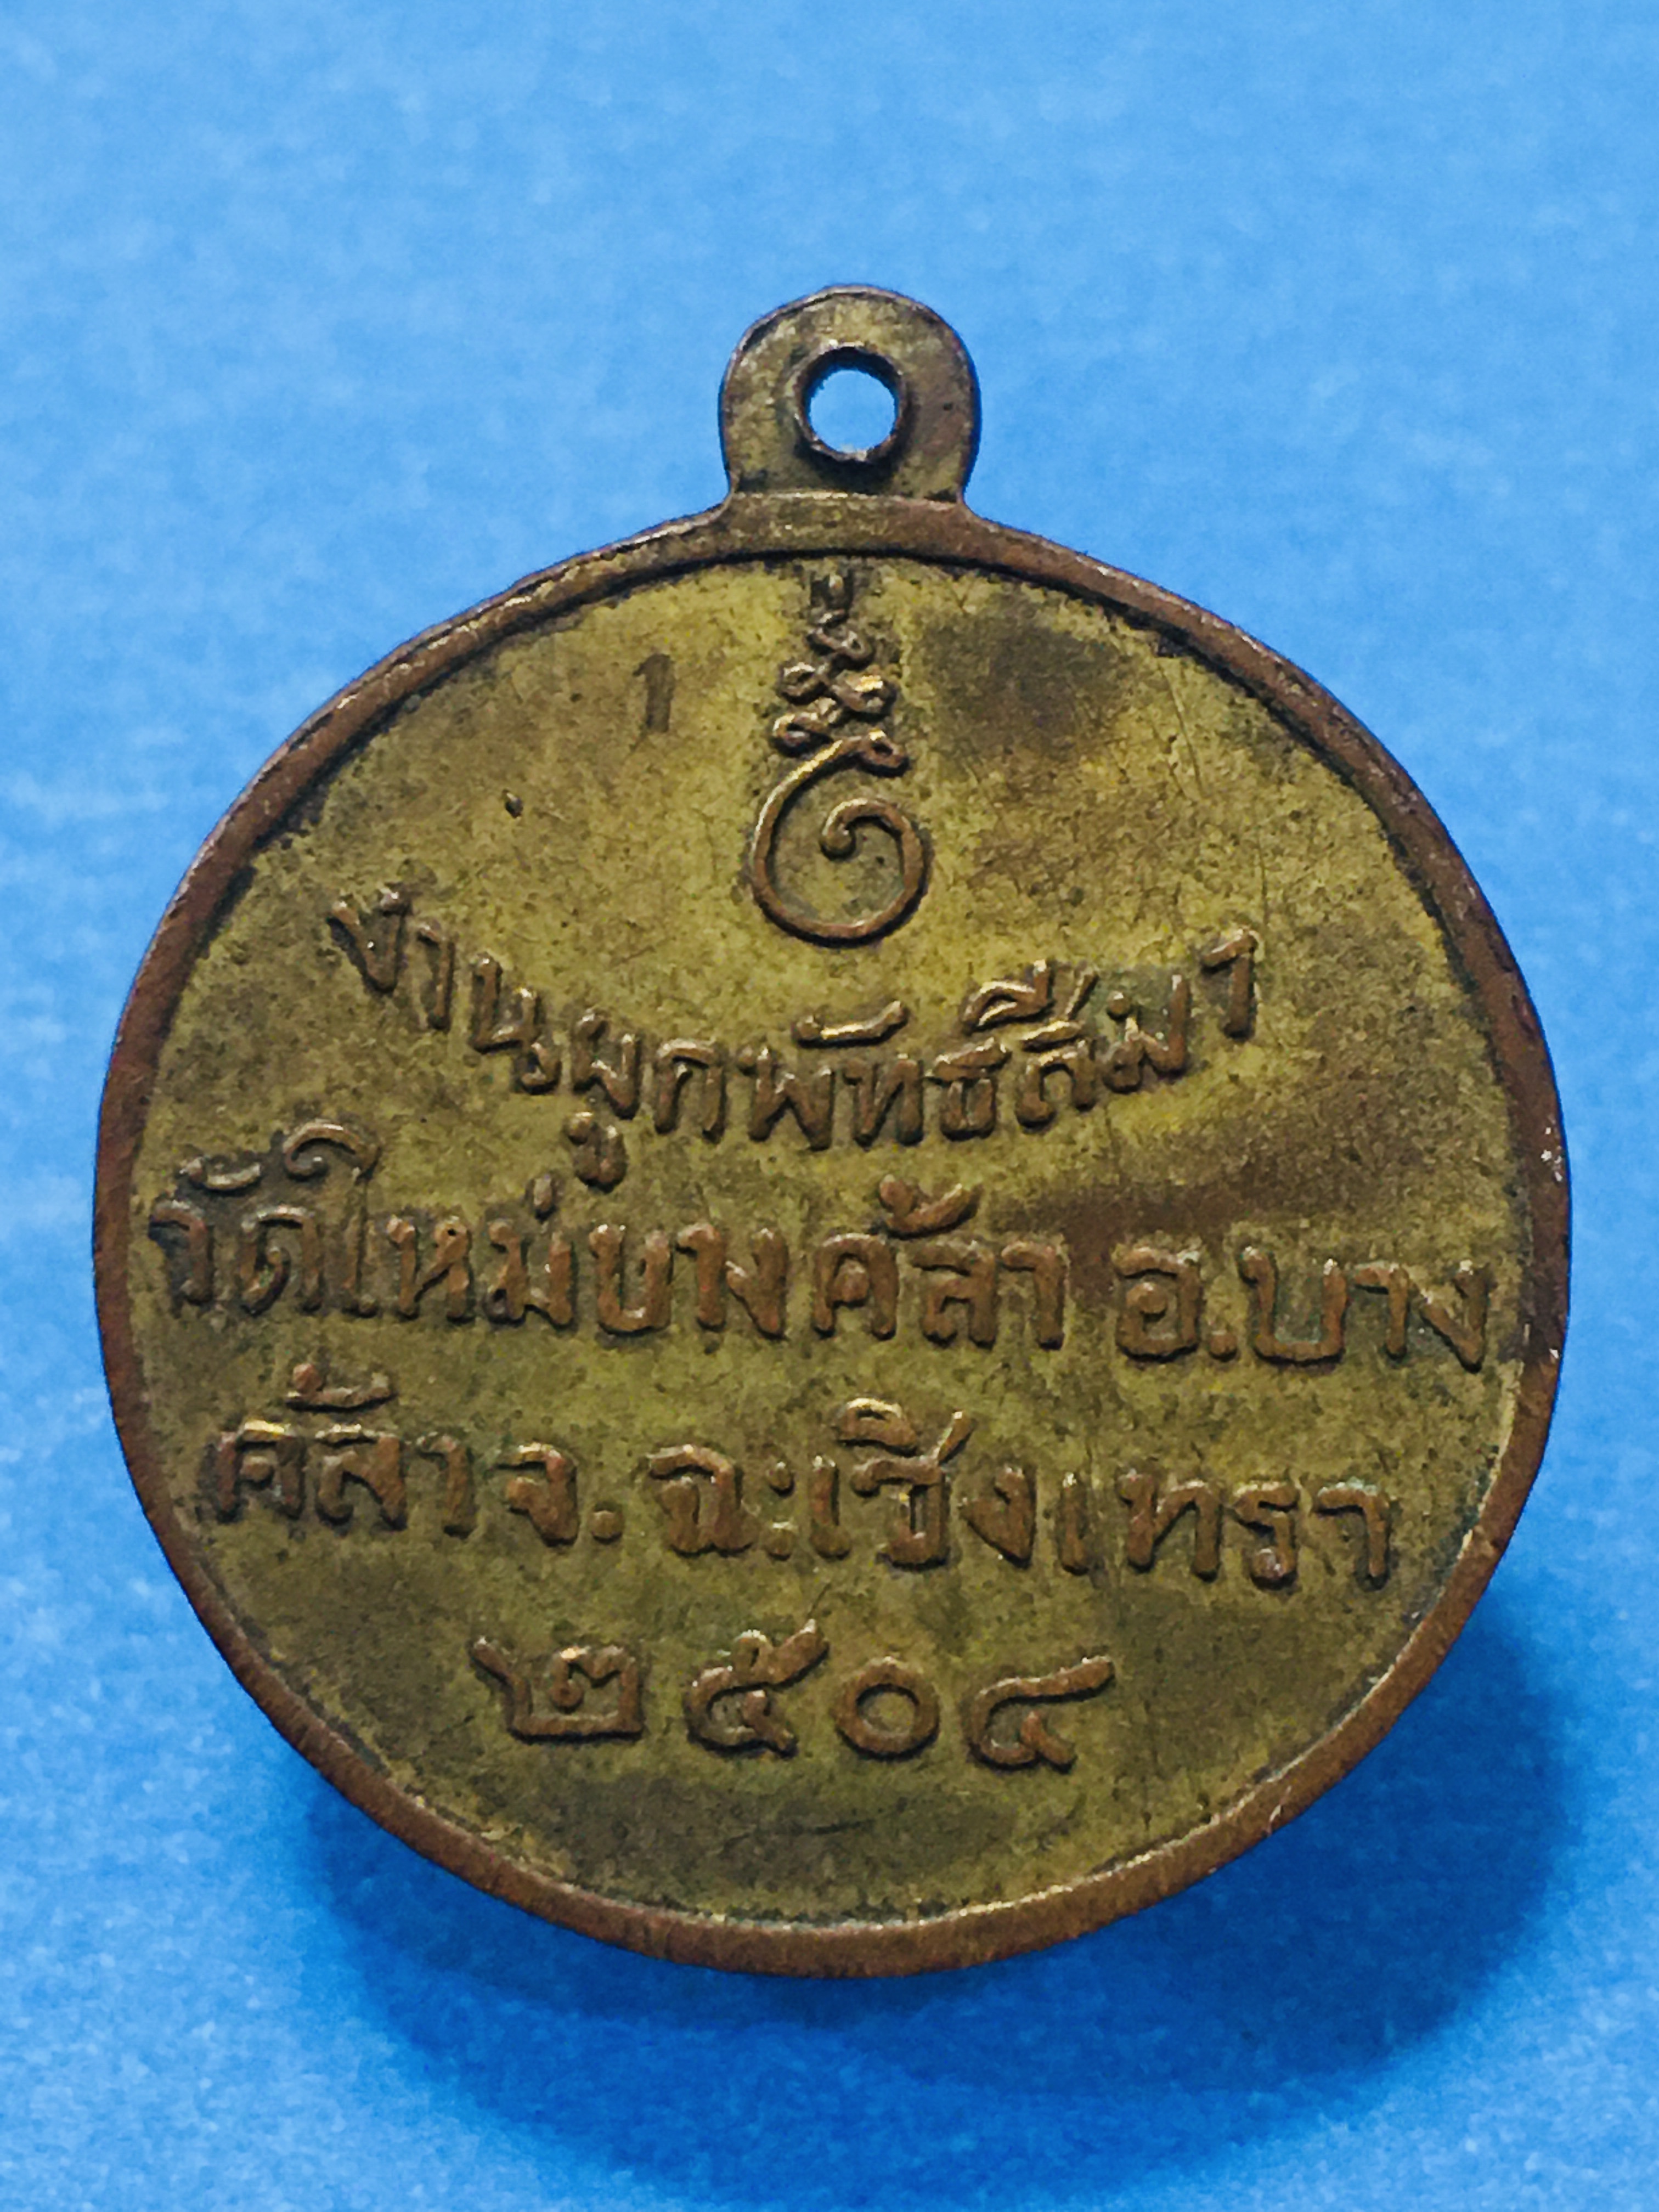 งานผูกพัทธสีมา
วัดใหม่บางคล้า อ.บาง
คล้า จ.ฉะเชิงเทรา
๒๕๐๔